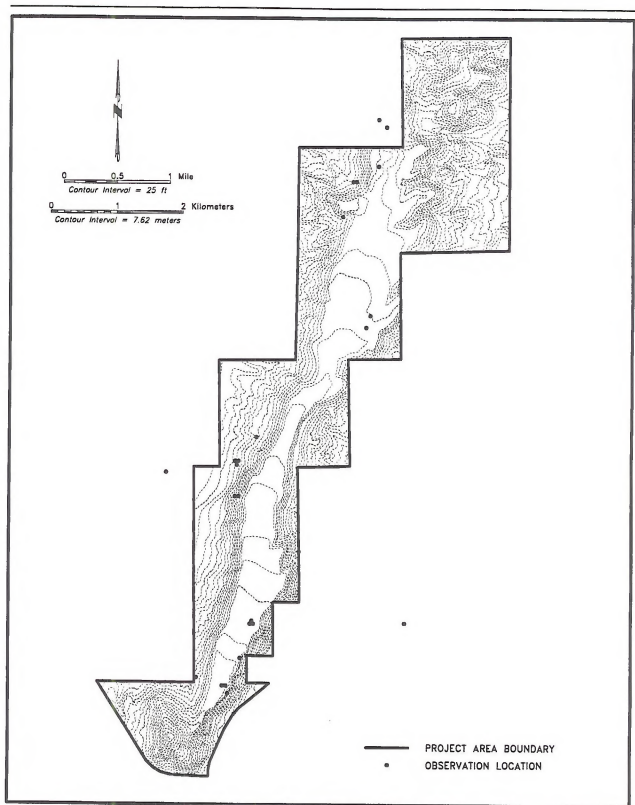 N
0 0.5 1 Mile
Contour Interval = 25 ft
0 1 2 Kilometers
Contour Interval = 7.62 meters
PROJECT AREA BOUNDARY
OBSERVATION LOCATION